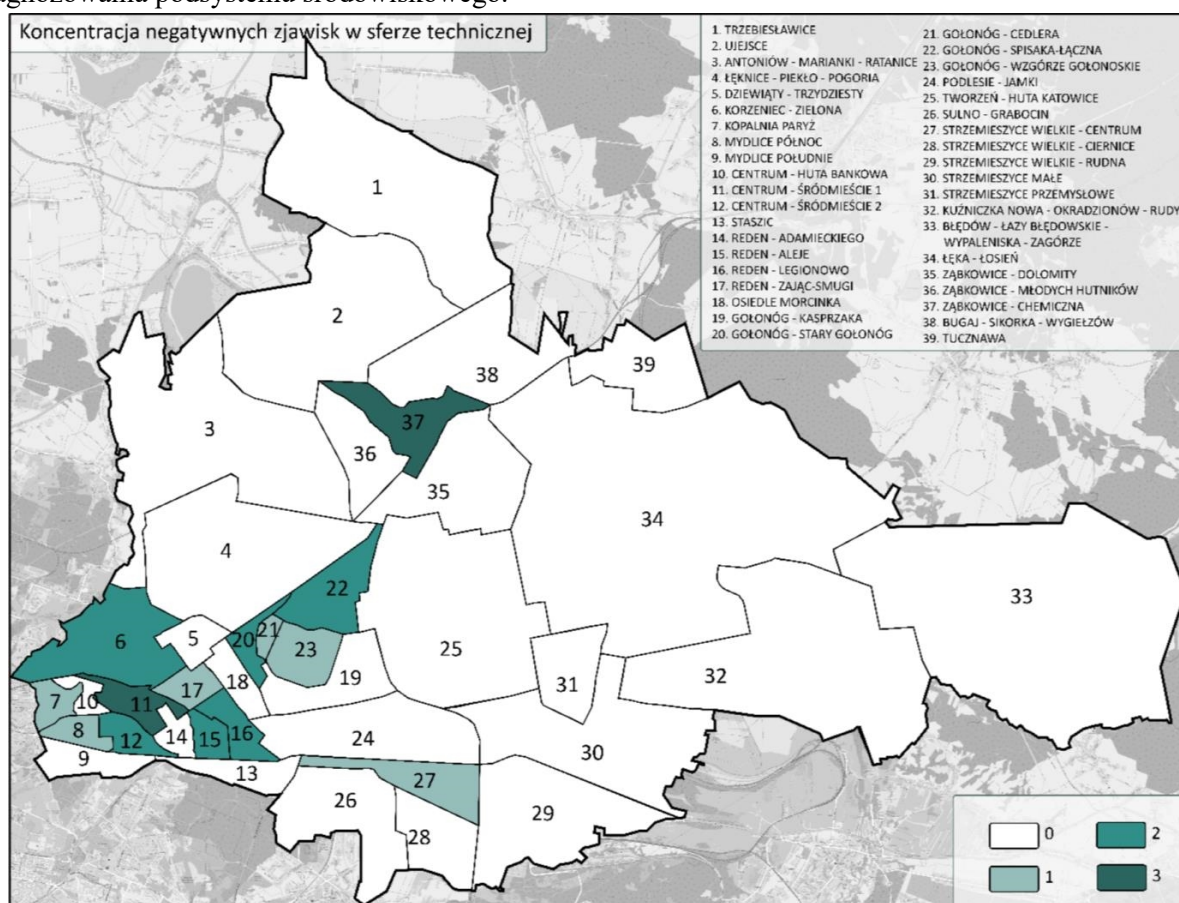 agnozowania podsystemu środowiskowego.
Koncentracja negatywnych zjawisk w sferze technicznej
1. TRZEBIESŁAWICE
2. UJEJSCE
3. ANTONIÓW - MARIANKI - RATANICE
4. ŁĘKNICE - PIEKŁO - POGORIA
5. DZIEWIĄTY - TRZYDZIESTY
6. KORZENIEC - ZIELONA
7. KOPALNIA PARYŻ
8. MYDLICE PÓŁNOC
9. MYDLICE POŁUDNIE
10. CENTRUM - HUTA BANKOWA
11. CENTRUM - ŚRÓDMIEŚCIE 1
12. CENTRUM - ŚRÓDMIEŚCIE 2
13. STASZIC
14. REDEN - ADAMIECKIEGO
15. REDEN - ALEJE
16. REDEN - LEGIONOWO
17. REDEN - ZAJĄC-SMUGI
18. OSIEDLE MORCINKA
19. GOŁONÓG - KASPRZAKA
20. GOŁONÓG - STARY GOŁONÓG
21. GOŁONÓG - CEDLERA
22. GOŁONÓG - SPISAKA-ŁĄCZNA
23. GOŁONÓG - WZGÓRZE GOŁONOSKIE
24. PODLESIE - JAMKI
25. TWORZEŃ - HUTA KATOWICE
26. SULNO - GRABOCIN
27. STRZEMIESZYCE WIELKIE - CENTRUM
28. STRZEMIESZYCE WIELKIE - CIERNICE
29. STRZEMIESZYCE WIELKIE - RUDNA
30. STRZEMIESZYCE MAŁE
31. STRZEMIESZYCE PRZEMYSŁOWE
32. KUŹNICZKA NOWA - OKRADZIONÓW - RUDY
33. BŁĘDÓW - ŁAZY BŁĘDOWSKIE -
WYPALENISKA - ZAGÓRZE
34. ŁĘKA - ŁOSIEŃ
35. ZĄBKOWICE - DOLOMITY
36. ZĄBKOWICE - MŁODYCH HUTNIKÓW
37. ZĄBKOWICE - CHEMICZNA
38. BUGAJ - SIKORKA - WYGIEŁZÓW
39. TUCZNAWA
1
2
39
38
37
3
36
35
34
4
22
33
6
5
20
21
23
25
18
19
17
31
32
7
10
11
16
8
12
14
15
24
30
9
13
27
26
29
28
0
2
1
3